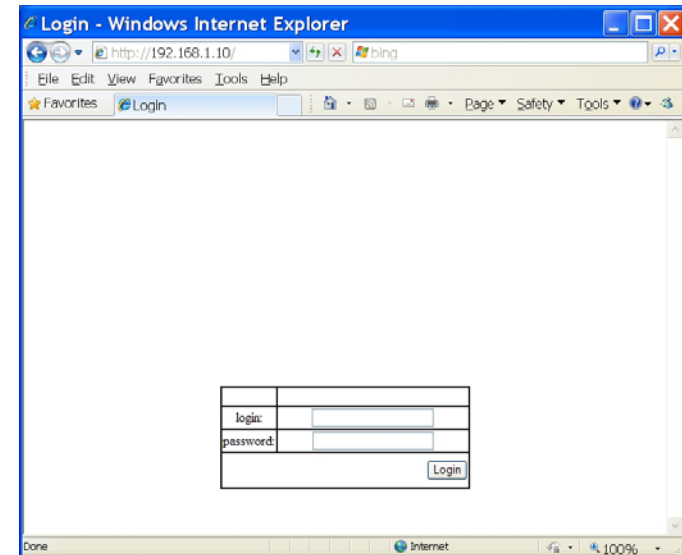 Login - Windows Internet Explorer
http://192.168.1.10/ bing
File Edit View Favorites Tools Help
Favorites Login Page Safety Tools
login:
password:
Login
Done Internet 100%